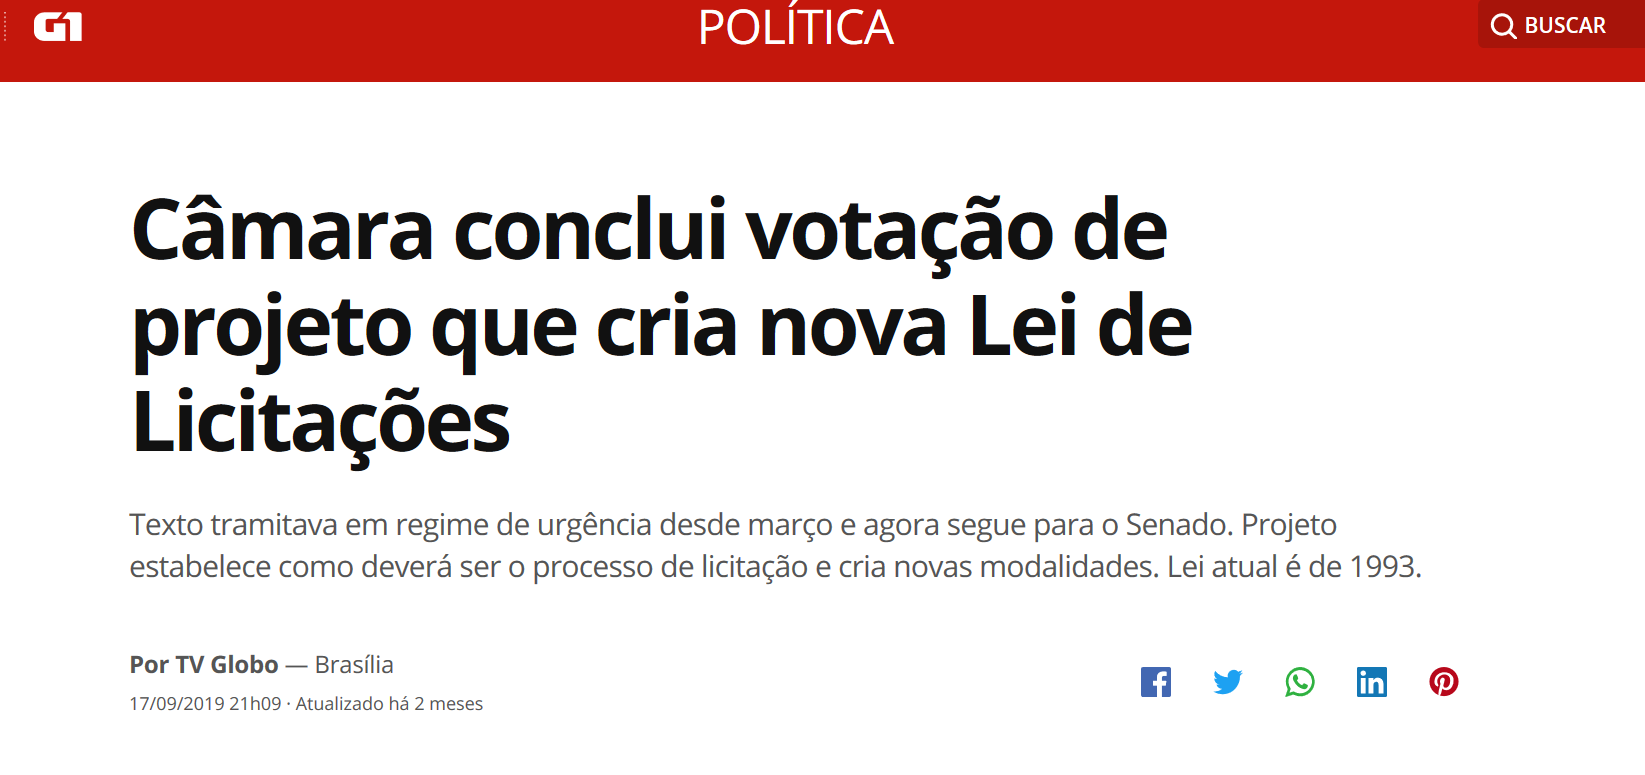 G1
POLÍTICA
BUSCAR
Câmara conclui votação de
projeto que cria nova Lei de
Licitações
Texto tramitava em regime de urgência desde março e agora segue para o Senado. Projeto
estabelece como deverá ser o processo de licitação e cria novas modalidades. Lei atual é de 1993.
Por TV Globo — Brasília
17/09/2019 21h09 · Atualizado há 2 meses